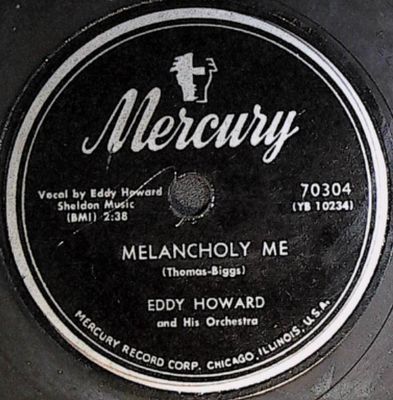 Mercury
Vocal by Eddy Howard
Sheldon Music
(BMI) 2:38
70304
(YB 10234)
MELANCHOLY ME
(Thomas-Biggs)
EDDY HOWARD
and His Orchestra
MERCURY RECORD CORP. CHICAGO, ILLINOIS, U.S.A.